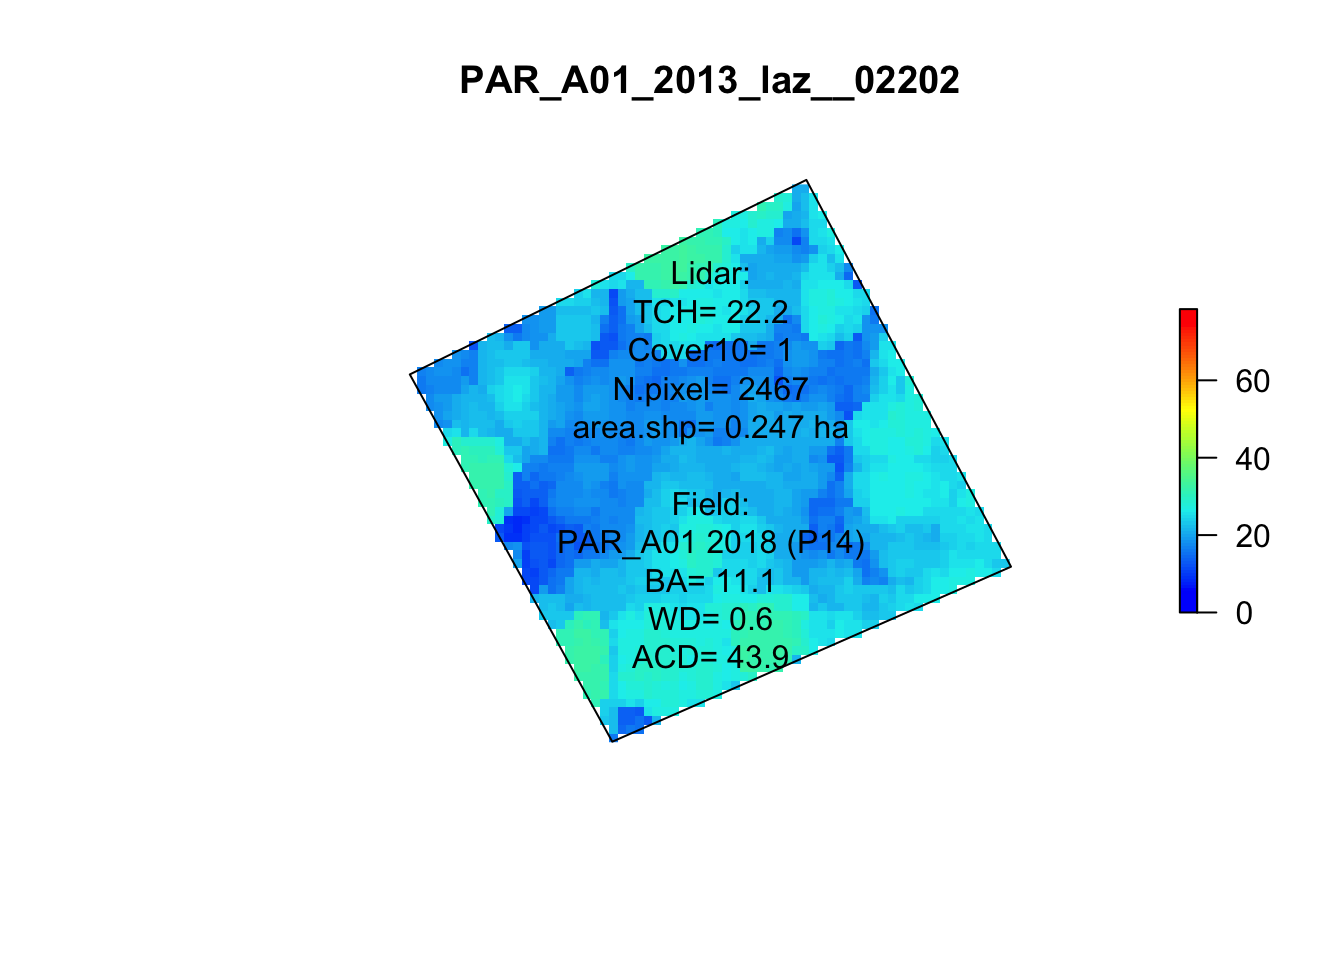 PAR_A01_2013_laz__02202
Lidar:
TCH= 22.2
Cover10= 1
N.pixel= 2467
area.shp= 0.247 ha
Field:
PAR_A01 2018 (P14)
BA= 11.1
WD= 0.6
ACD= 43.9
60
40
20
0